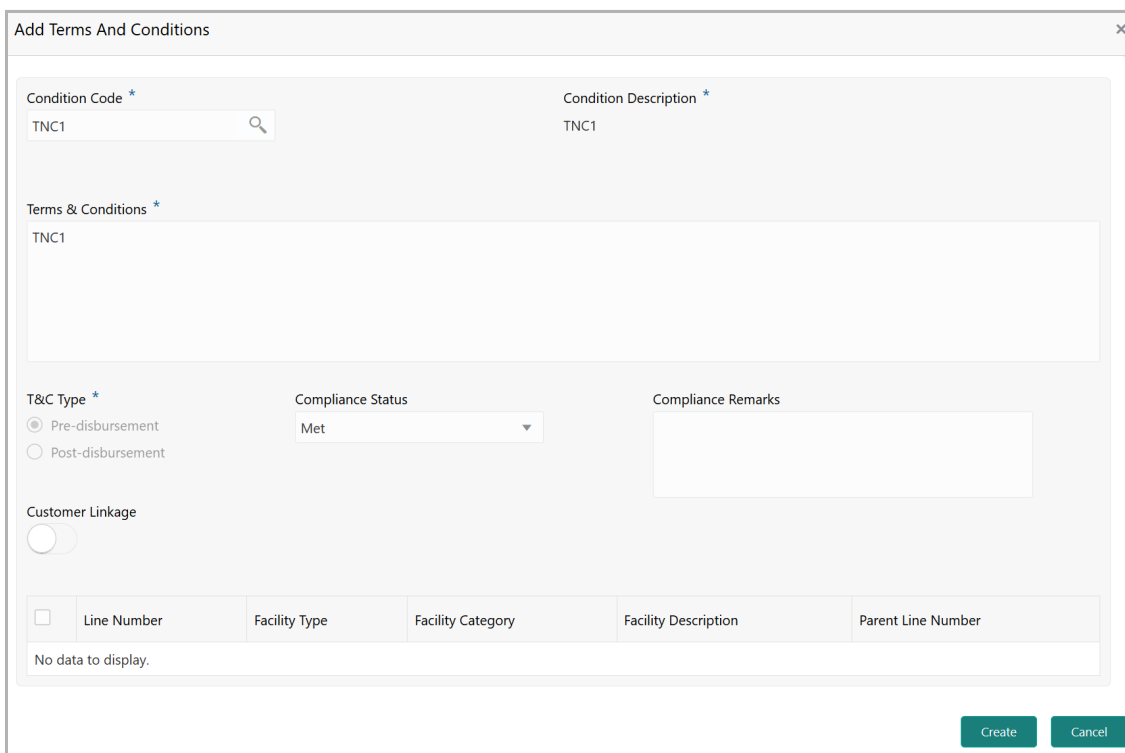 Add Terms And Conditions ×
Condition Code * Condition Description *
TNC1 TNC1
Terms & Conditions *
TNC1
T&C Type * Compliance Status Compliance Remarks
Pre-disbursement Met
Post-disbursement
Customer Linkage
Line Number Facility Type Facility Category Facility Description Parent Line Number
No data to display.
Create Cancel